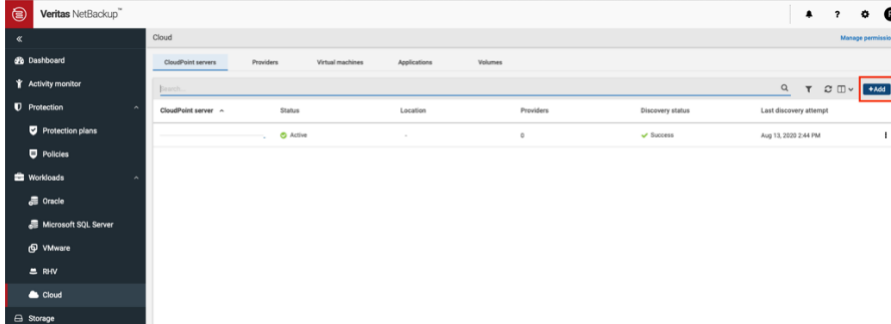 Veritas NetBackup™
?
Cloud
Manage permissio
Dashboard
CloudPoint servers Providers Virtual machines Applications Volumes
Activity monitor
Search...
+Add
Protection
CloudPoint server Status Location Providers Discovery status Last discovery attempt
Protection plans
Active - 0 Success Aug 13, 2020 2:44 PM
Policies
Workloads
Oracle
Microsoft SQL Server
VMware
RHV
Cloud
Storage